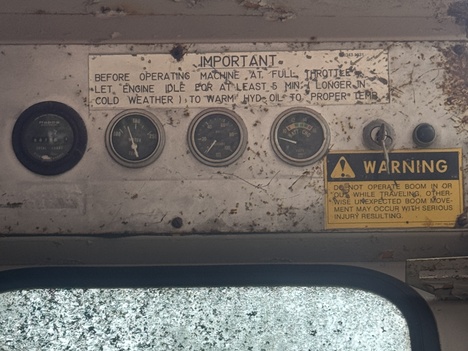 IMPORTANT
BEFORE OPERATING MACHINE AT FULL THROTTLE,
LET ENGINE IDLE FOR AT LEAST 5 MIN. ( LONGER IN
COLD WEATHER ) TO WARM HYD. OIL TO PROPER TEMP.
WARNING
DO NOT OPERATE BOOM IN OR
OUT WHILE TRAVELING, OTHER-
WISE UNEXPECTED BOOM MOVE-
MENT MAY OCCUR WITH SERIOUS
INJURY RESULTING.